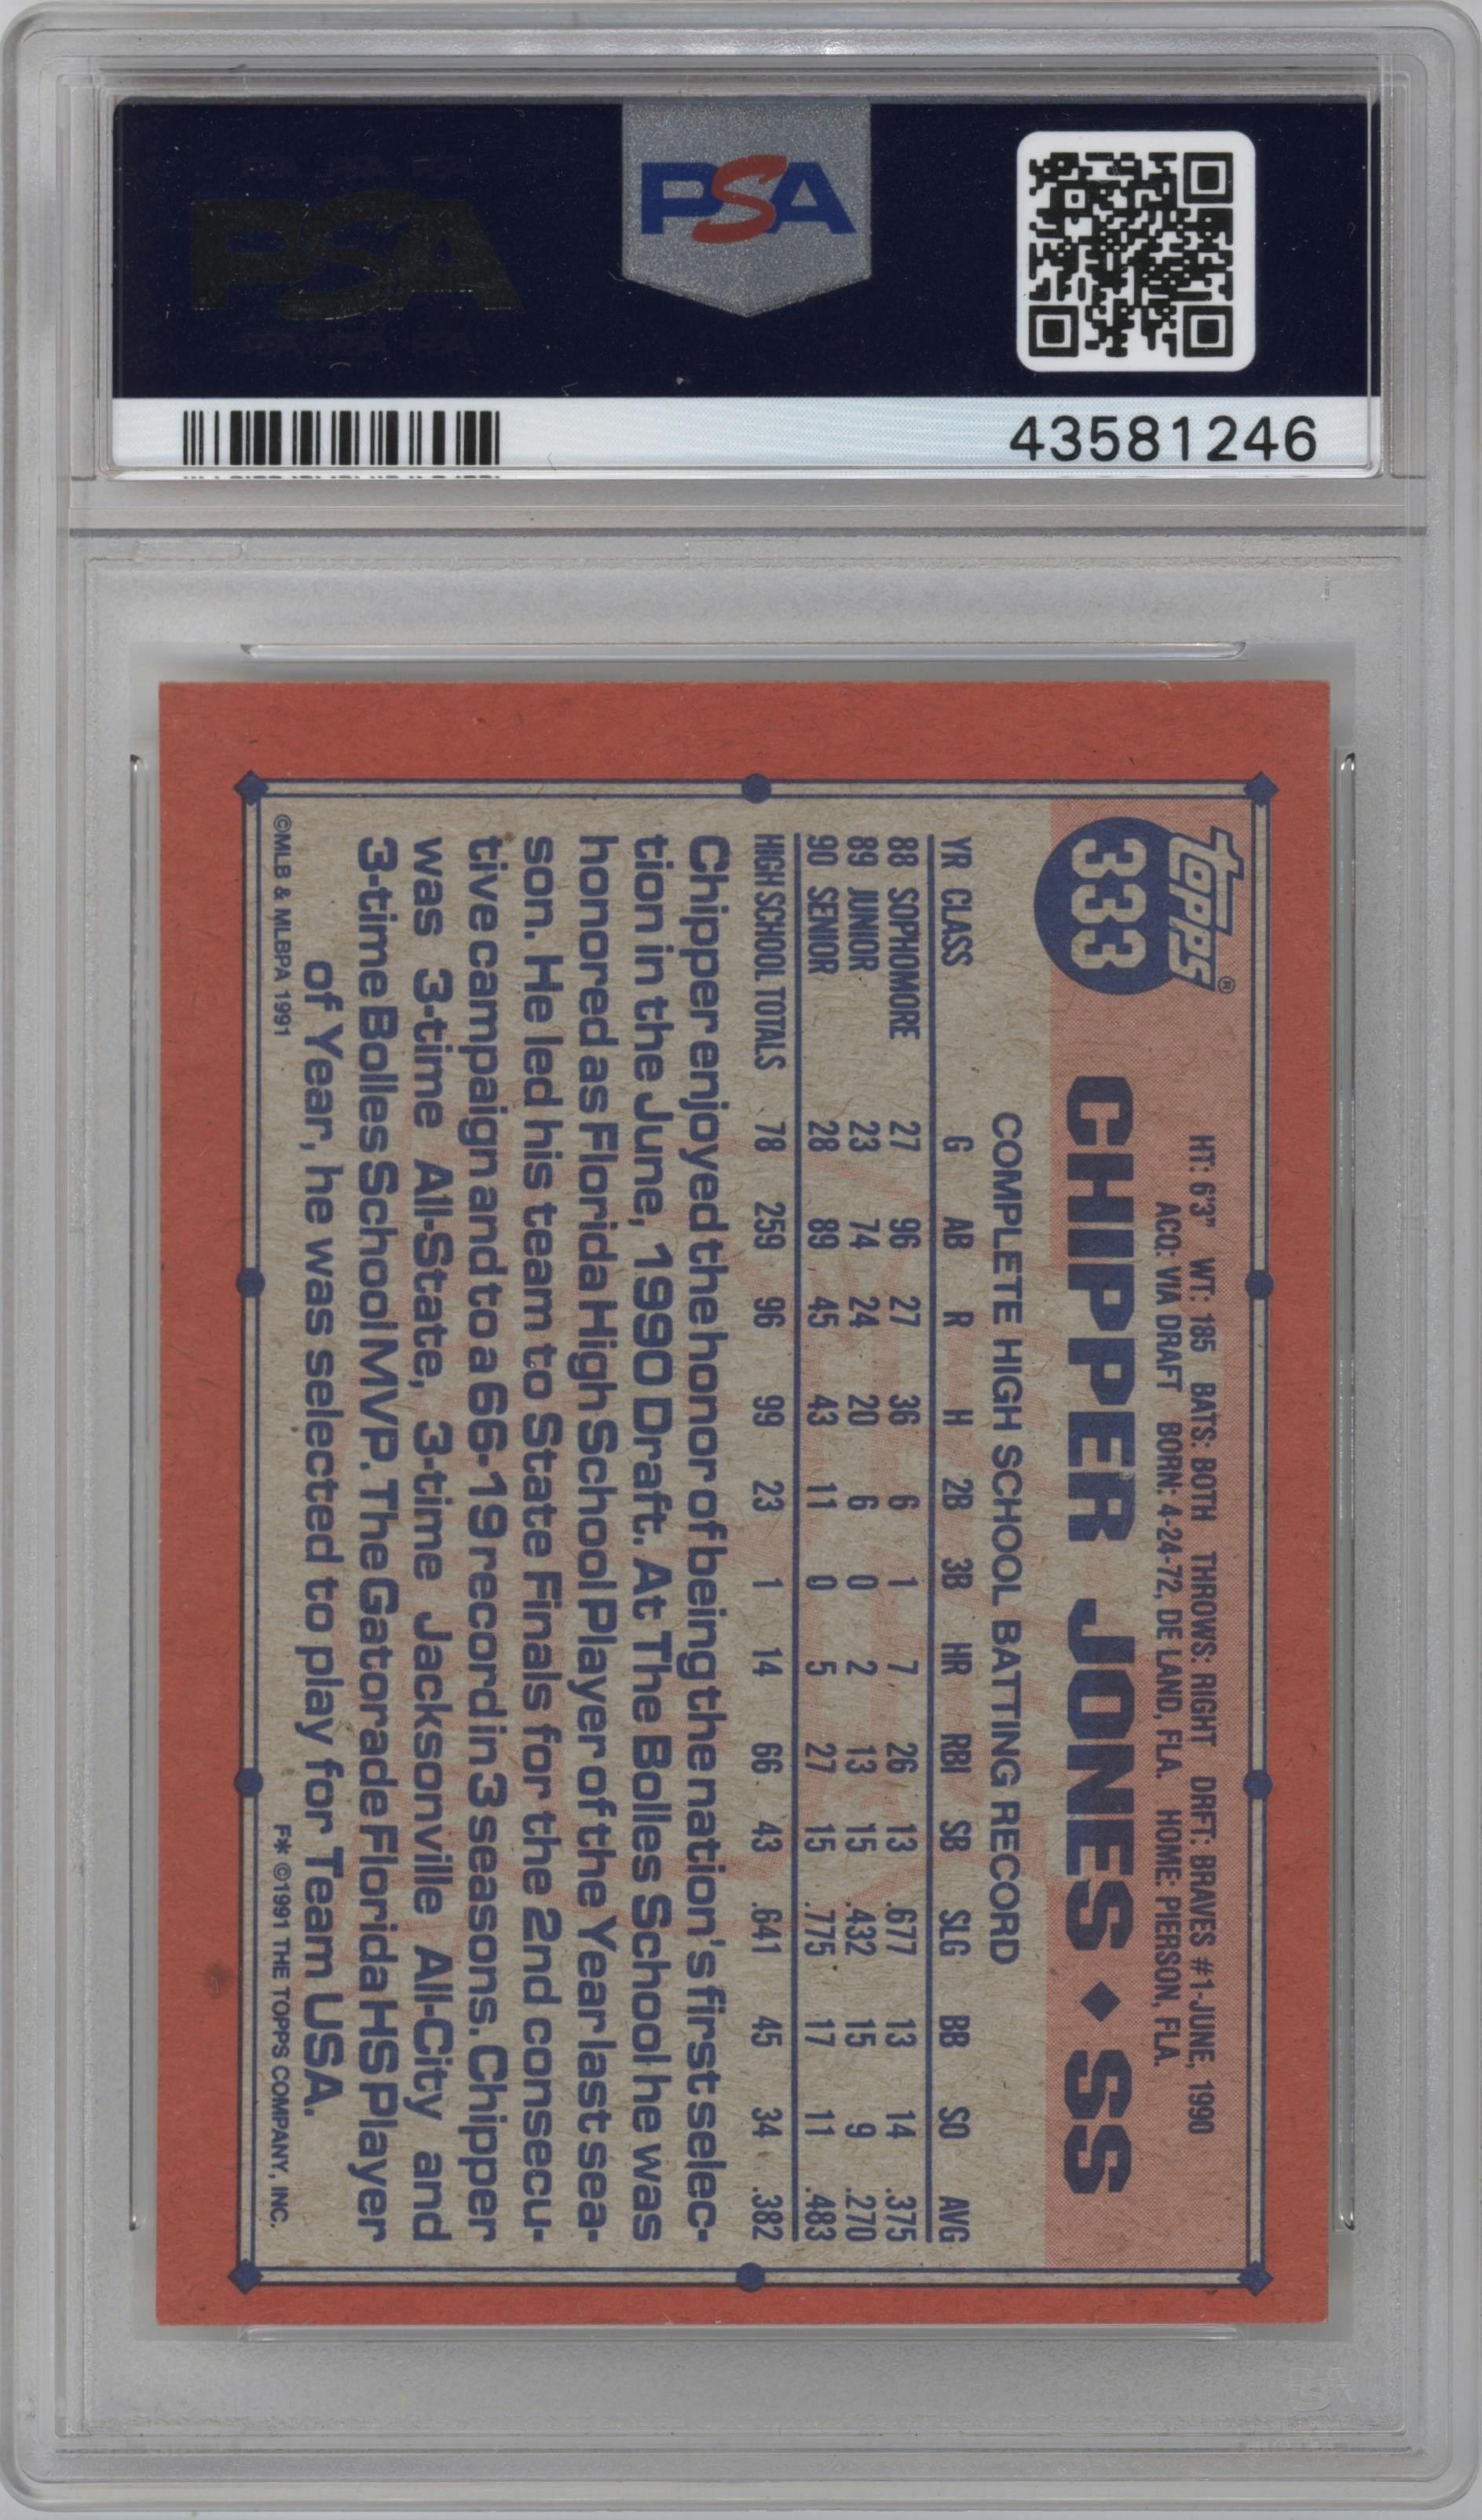 PSA
PSA
43581246
topps®
333
HT: 6'3" WT: 185 BATS: BOTH THROWS: RIGHT DRFT: BRAVES #1-JUNE, 1990
ACQ: VIA DRAFT BORN: 4-24-72, DE LAND, FLA. HOME: PIERSON, FLA.
CHIPPER JONES ♦ SS
COMPLETE HIGH SCHOOL BATTING RECORD
YR CLASS G AB R H 2B 3B HR RBI SB SLG BB SO AVG
88 SOPHOMORE 27 96 27 36 6 1 7 26 13 .677 13 14 .375
89 JUNIOR 23 74 24 20 6 0 2 13 15 .432 15 9 .270
90 SENIOR 28 89 45 43 11 0 5 27 15 .775 17 11 .483
HIGH SCHOOL TOTALS 78 259 96 99 23 1 14 66 43 .641 45 34 .382
Chipper enjoyed the honor of being the nation's first selec-
tion in the June, 1990 Draft. At The Bolles School he was
honored as Florida High School Player of the Year last sea-
son. He led his team to State Finals for the 2nd consecu-
tive campaign and to a 66-19 record in 3 seasons. Chipper
was 3-time All-State, 3-time Jacksonville All-City and
3-time Bolles School MVP. The Gatorade Florida HS Player
of Year, he was selected to play for Team USA.
©MLB & MLBPA 1991 F* ©1991 THE TOPPS COMPANY, INC.